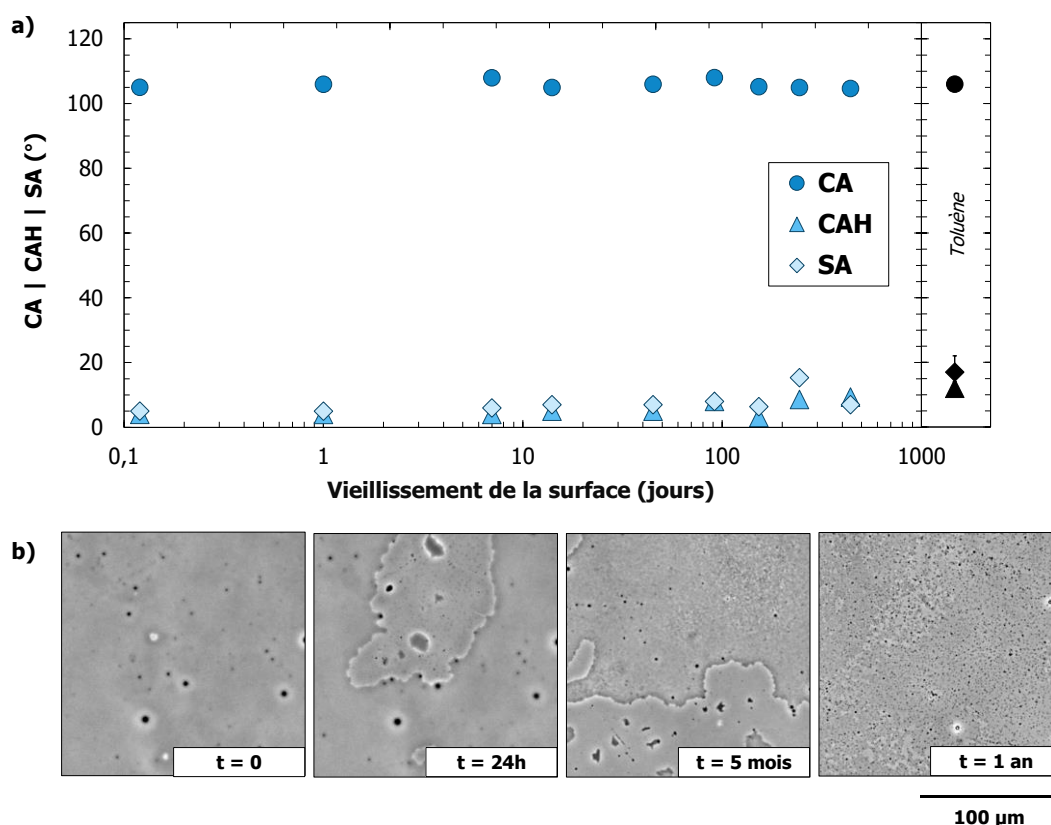 a)
CA | CAH | SA (°)
120
100
80
60
40
20
0
0,1
1
10
100
1000
Vieillissement de la surface (jours)
CA
CAH
SA
Toluène
b)
t = 0
t = 24h
t = 5 mois
t = 1 an
100 µm